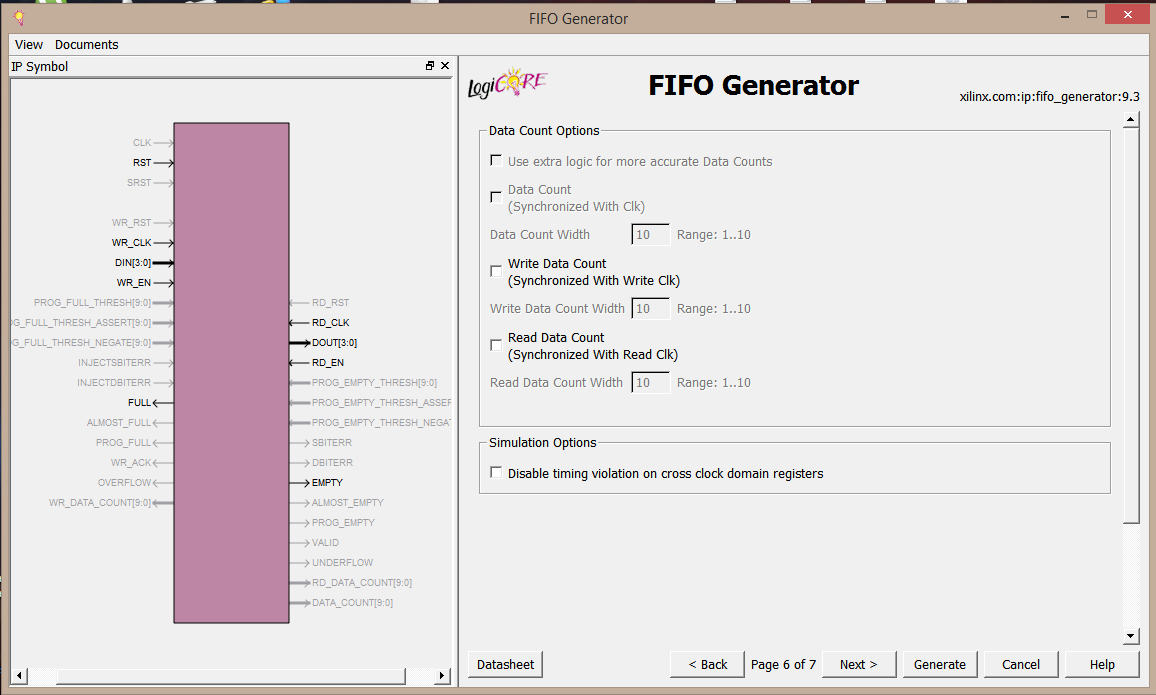 FIFO Generator
View Documents
IP Symbol
CLK
RST
SRST
WR_RST
WR_CLK
DIN[3:0]
WR_EN
PROG_FULL_THRESH[9:0]
OG_FULL_THRESH_ASSERT[9:0]
G_FULL_THRESH_NEGATE[9:0]
INJECTSBITERR
INJECTDBITERR
FULL
ALMOST_FULL
PROG_FULL
WR_ACK
OVERFLOW
WR_DATA_COUNT[9:0]
RD_RST
RD_CLK
DOUT[3:0]
RD_EN
PROG_EMPTY_THRESH[9:0]
PROG_EMPTY_THRESH_ASSER
PROG_EMPTY_THRESH_NEGA
SBITERR
DBITERR
EMPTY
ALMOST_EMPTY
PROG_EMPTY
VALID
UNDERFLOW
RD_DATA_COUNT[9:0]
DATA_COUNT[9:0]
LogiCORE
FIFO Generator
xilinx.com:ip:fifo_generator:9.3
Data Count Options
Use extra logic for more accurate Data Counts
Data Count
(Synchronized With Clk)
Data Count Width 10 Range: 1..10
Write Data Count
(Synchronized With Write Clk)
Write Data Count Width 10 Range: 1..10
Read Data Count
(Synchronized With Read Clk)
Read Data Count Width 10 Range: 1..10
Simulation Options
Disable timing violation on cross clock domain registers
Datasheet < Back Page 6 of 7 Next > Generate Cancel Help